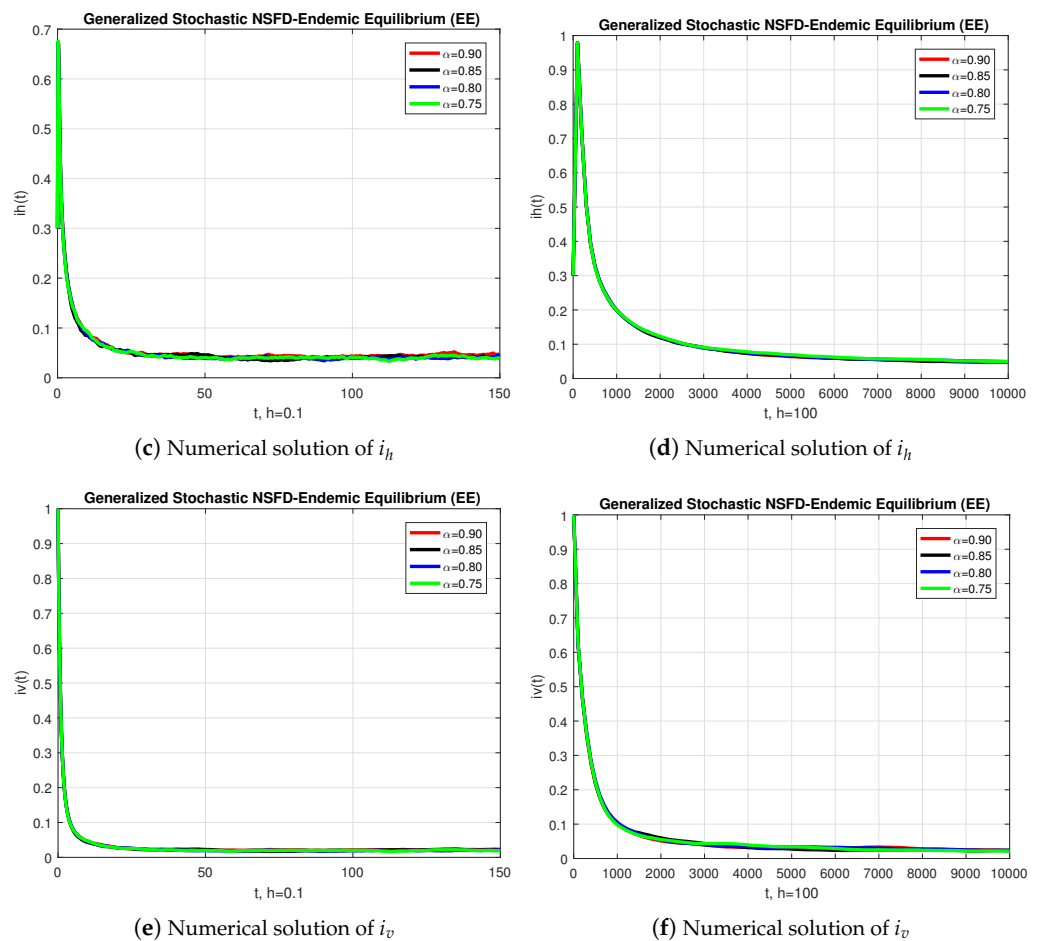 Generalized Stochastic NSFD-Endemic Equilibrium (EE)
0.7
0.6
0.5
0.4
0.3
0.2
0.1
0
ih(t)
α=0.90
α=0.85
α=0.80
α=0.75
0 50 100 150
t, h=0.1
(c) Numerical solution of i_h
Generalized Stochastic NSFD-Endemic Equilibrium (EE)
1
0.9
0.8
0.7
0.6
0.5
0.4
0.3
0.2
0.1
0
ih(t)
α=0.90
α=0.85
α=0.80
α=0.75
0 1000 2000 3000 4000 5000 6000 7000 8000 9000 10000
t, h=100
(d) Numerical solution of i_h
Generalized Stochastic NSFD-Endemic Equilibrium (EE)
1
0.9
0.8
0.7
0.6
0.5
0.4
0.3
0.2
0.1
0
iv(t)
α=0.90
α=0.85
α=0.80
α=0.75
0 50 100 150
t, h=0.1
(e) Numerical solution of i_v
Generalized Stochastic NSFD-Endemic Equilibrium (EE)
1
0.9
0.8
0.7
0.6
0.5
0.4
0.3
0.2
0.1
0
iv(t)
α=0.90
α=0.85
α=0.80
α=0.75
0 1000 2000 3000 4000 5000 6000 7000 8000 9000 10000
t, h=100
(f) Numerical solution of i_v